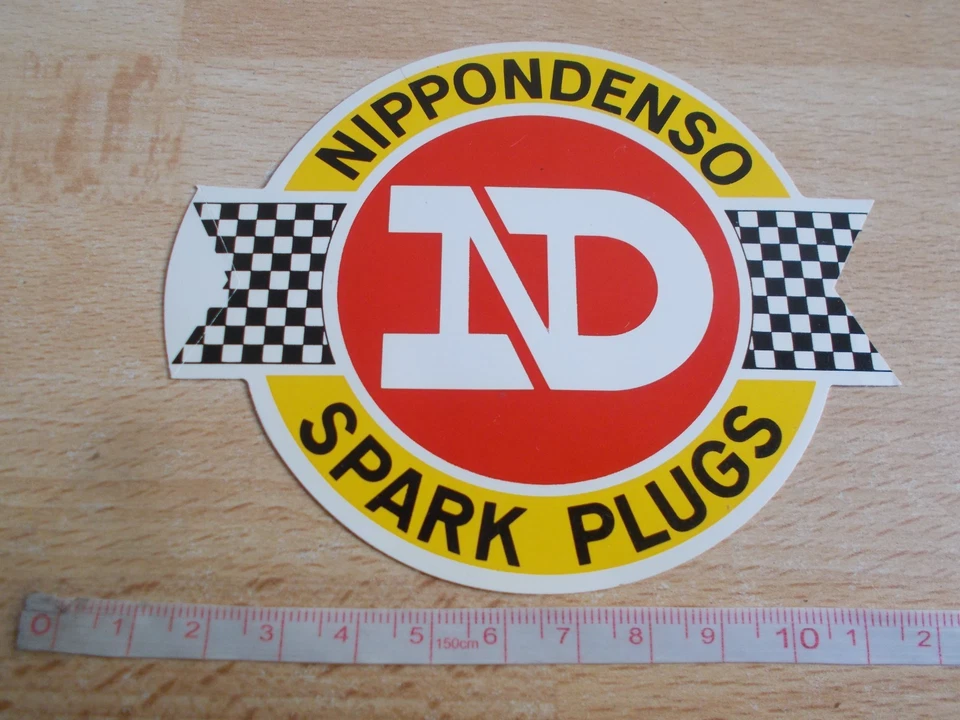 NIPPONDENSO
ND
SPARK PLUGS
0 1 2 3 4 5 150cm 6 7 8 9 10 1 2